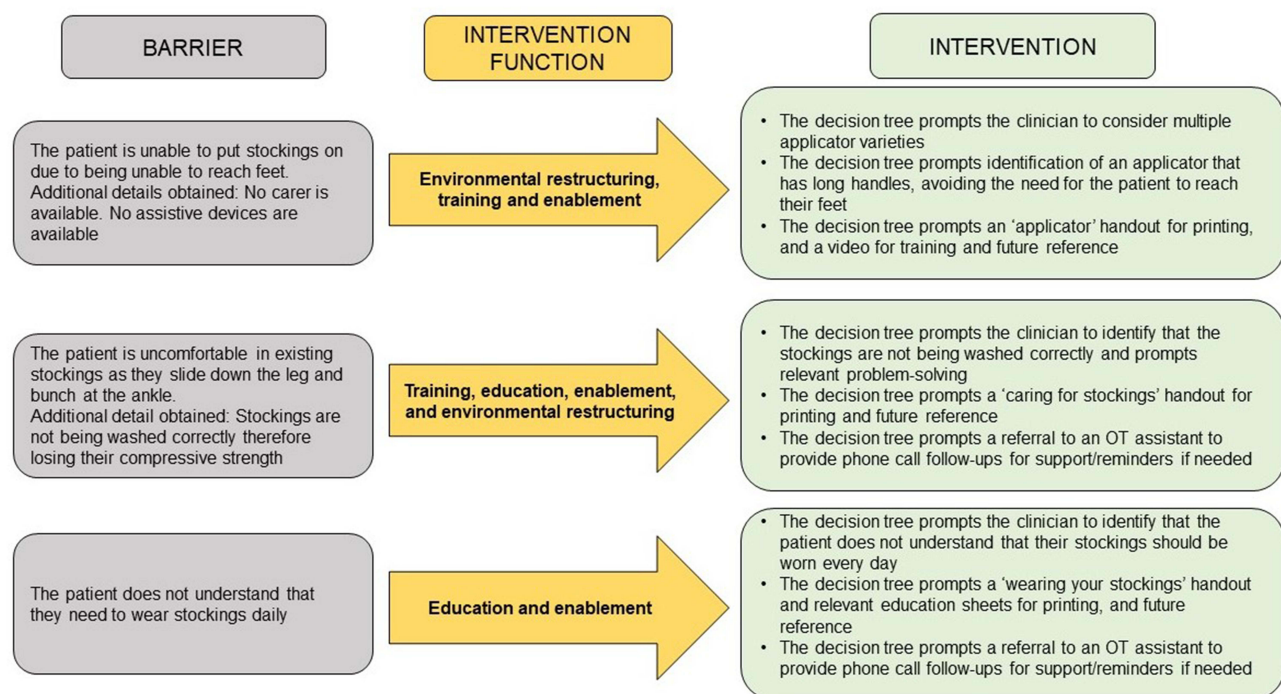 BARRIER
INTERVENTION
FUNCTION
INTERVENTION
The patient is unable to put stockings on
due to being unable to reach feet.
Additional details obtained: No carer is
available. No assistive devices are
available
Environmental restructuring,
training and enablement
• The decision tree prompts the clinician to consider multiple
applicator varieties
• The decision tree prompts identification of an applicator that
has long handles, avoiding the need for the patient to reach
their feet
• The decision tree prompts an ‘applicator’ handout for printing,
and a video for training and future reference
The patient is uncomfortable in existing
stockings as they slide down the leg and
bunch at the ankle.
Additional detail obtained: Stockings are
not being washed correctly therefore
losing their compressive strength
Training, education, enablement,
and environmental restructuring
• The decision tree prompts the clinician to identify that the
stockings are not being washed correctly and prompts
relevant problem-solving
• The decision tree prompts a ‘caring for stockings’ handout for
printing and future reference
• The decision tree prompts a referral to an OT assistant to
provide phone call follow-ups for support/reminders if needed
The patient does not understand that
they need to wear stockings daily
Education and enablement
• The decision tree prompts the clinician to identify that the
patient does not understand that their stockings should be
worn every day
• The decision tree prompts a ‘wearing your stockings’ handout
and relevant education sheets for printing, and future
reference
• The decision tree prompts a referral to an OT assistant to
provide phone call follow-ups for support/reminders if needed